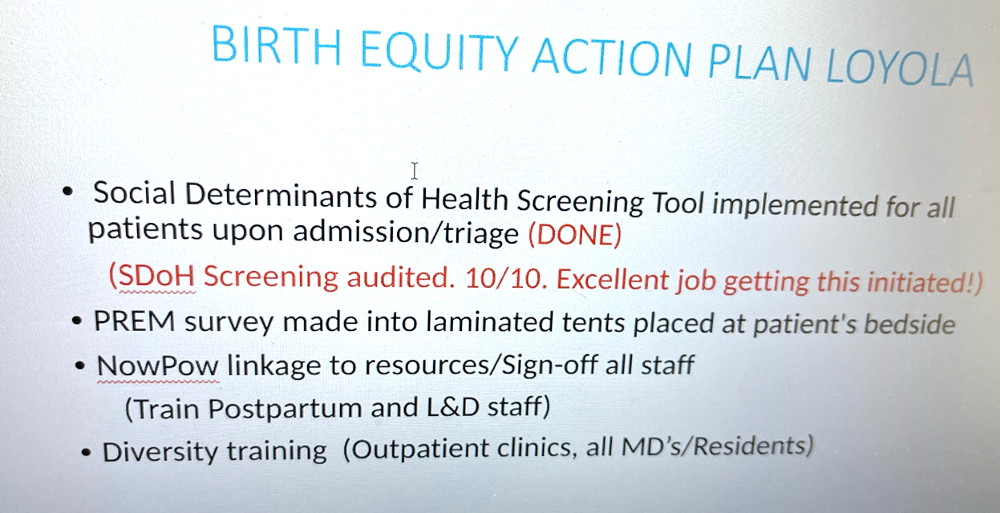 BIRTH EQUITY ACTION PLAN LOYOLA
• Social Determinants of Health Screening Tool implemented for all
patients upon admission/triage (DONE)
(SDoH Screening audited. 10/10. Excellent job getting this initiated!)
• PREM survey made into laminated tents placed at patient's bedside
• NowPow linkage to resources/Sign-off all staff
(Train Postpartum and L&D staff)
• Diversity training (Outpatient clinics, all MD’s/Residents)